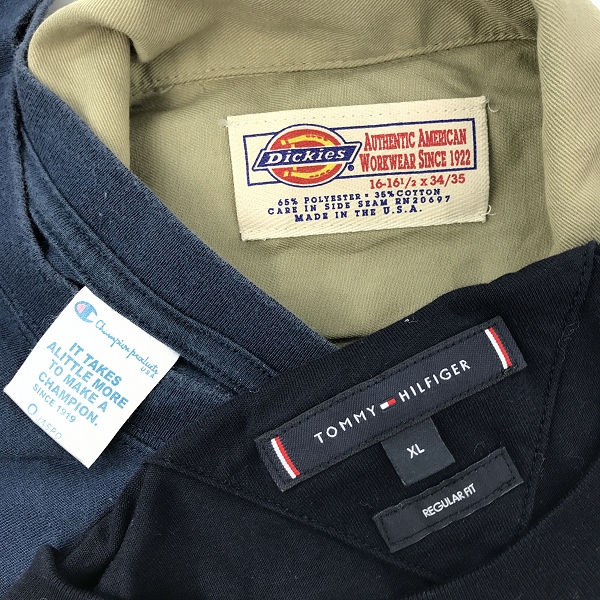 Dickies
AUTHENTIC AMERICAN
WORKWEAR SINCE 1922
16-16 1/2 x 34/35
65% POLYESTER • 35% COTTON
CARE IN SIDE SEAM RN20697
MADE IN THE U.S.A.
Champion products
U.S.A
IT TAKES
A LITTLE MORE
TO MAKE A
CHAMPION.
SINCE 1919
TOMMY HILFIGER
XL
REGULAR FIT